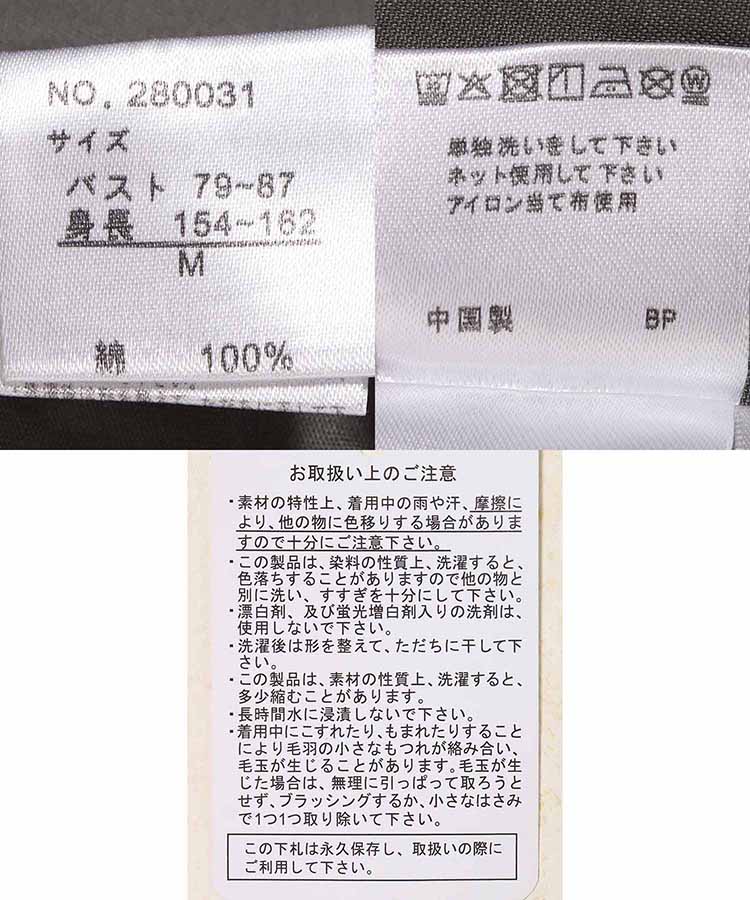 NO. 280031
サイズ
バスト 79~87
身長 154~162
M
綿 100%
単独洗いをして下さい
ネット使用して下さい
アイロン当て布使用
中国製 BP
お取扱い上のご注意
・素材の特性上、着用中の雨や汗、摩擦に
より、他の物に色移りする場合がありま
すので十分にご注意下さい。
・この製品は、染料の性質上、洗濯すると、
色落ちすることがありますので他の物と
別に洗い、すすぎを十分にして下さい。
・漂白剤、及び蛍光増白剤入りの洗剤は、
使用しないで下さい。
・洗濯後は形を整えて、ただちに干して下
さい。
・この製品は、素材の性質上、洗濯すると、
多少縮むことがあります。
・長時間水に浸漬しないで下さい。
・着用中にこすれたり、もまれたりすること
により毛羽の小さなもつれが絡み合い、
毛玉が生じることがあります。毛玉が生
じた場合は、無理に引っぱって取ろうと
せず、ブラッシングするか、小さなはさみ
で1つ1つ取り除いて下さい。
この下札は永久保存し、取扱いの際に
ご利用して下さい。